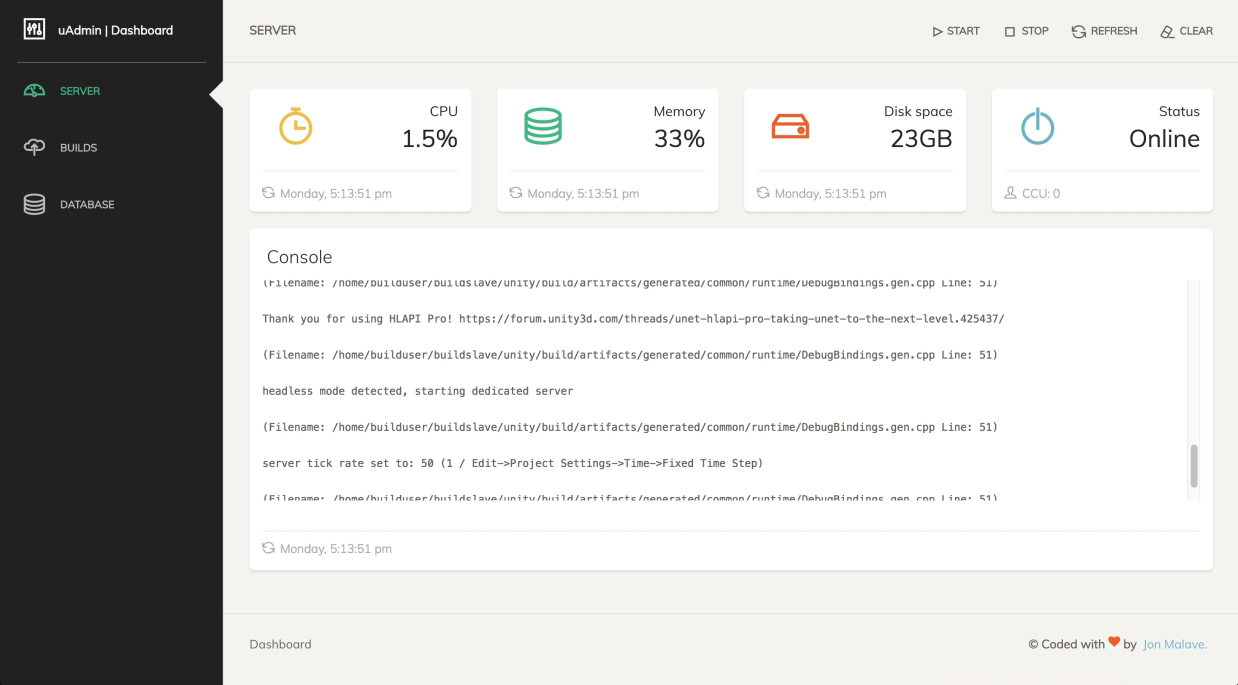 uAdmin | Dashboard
SERVER
START
STOP
REFRESH
CLEAR
SERVER
BUILDS
DATABASE
CPU
1.5%
Monday, 5:13:51 pm
Memory
33%
Monday, 5:13:51 pm
Disk space
23GB
Monday, 5:13:51 pm
Status
Online
CCU: 0
Console
(Filename: /home/builduser/buildslave/unity/build/artifacts/generated/common/runtime/DebugBindings.gen.cpp Line: 51)
Thank you for using HLAPI Pro! https://forum.unity3d.com/threads/unet-hlapi-pro-taking-unet-to-the-next-level.425437/
(Filename: /home/builduser/buildslave/unity/build/artifacts/generated/common/runtime/DebugBindings.gen.cpp Line: 51)
headless mode detected, starting dedicated server
(Filename: /home/builduser/buildslave/unity/build/artifacts/generated/common/runtime/DebugBindings.gen.cpp Line: 51)
server tick rate set to: 50 (1 / Edit->Project Settings->Time->Fixed Time Step)
(Filename: /home/builduser/buildslave/unity/build/artifacts/generated/common/runtime/DebugBindings.gen.cpp Line: 51)
Monday, 5:13:51 pm
Dashboard
© Coded with ♥ by Jon Malave.